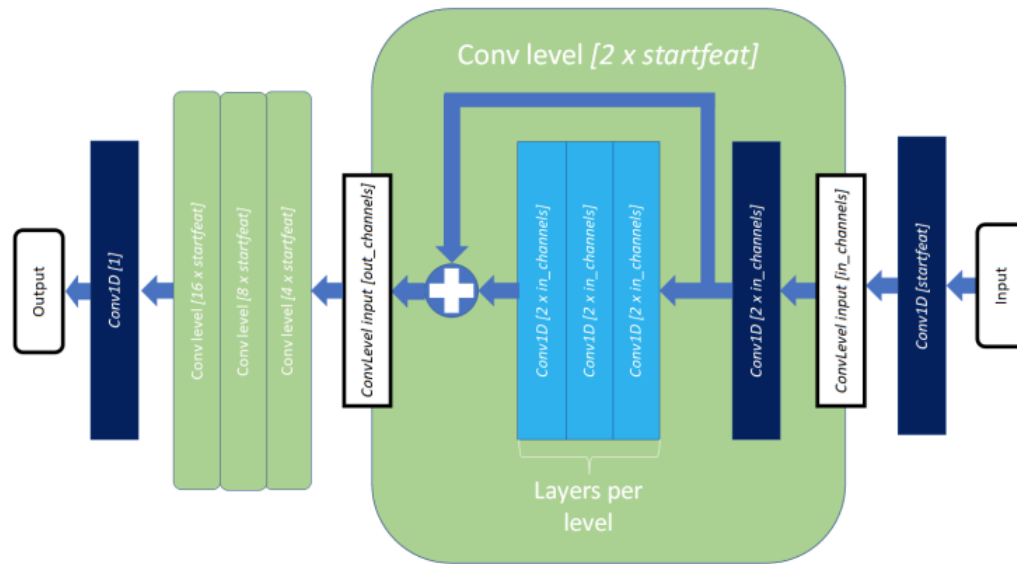 Conv level [2 x startfeat]
Output
Conv1D [1]
Conv level [16 x startfeat]
Conv level [8 x startfeat]
Conv level [4 x startfeat]
ConvLevel input [out_channels]
Conv1D [2 x in_channels]
Conv1D [2 x in_channels]
Conv1D [2 x in_channels]
Conv1D [2 x in_channels]
ConvLevel input [in_channels]
Conv1D [startfeat]
Input
Layers per
level